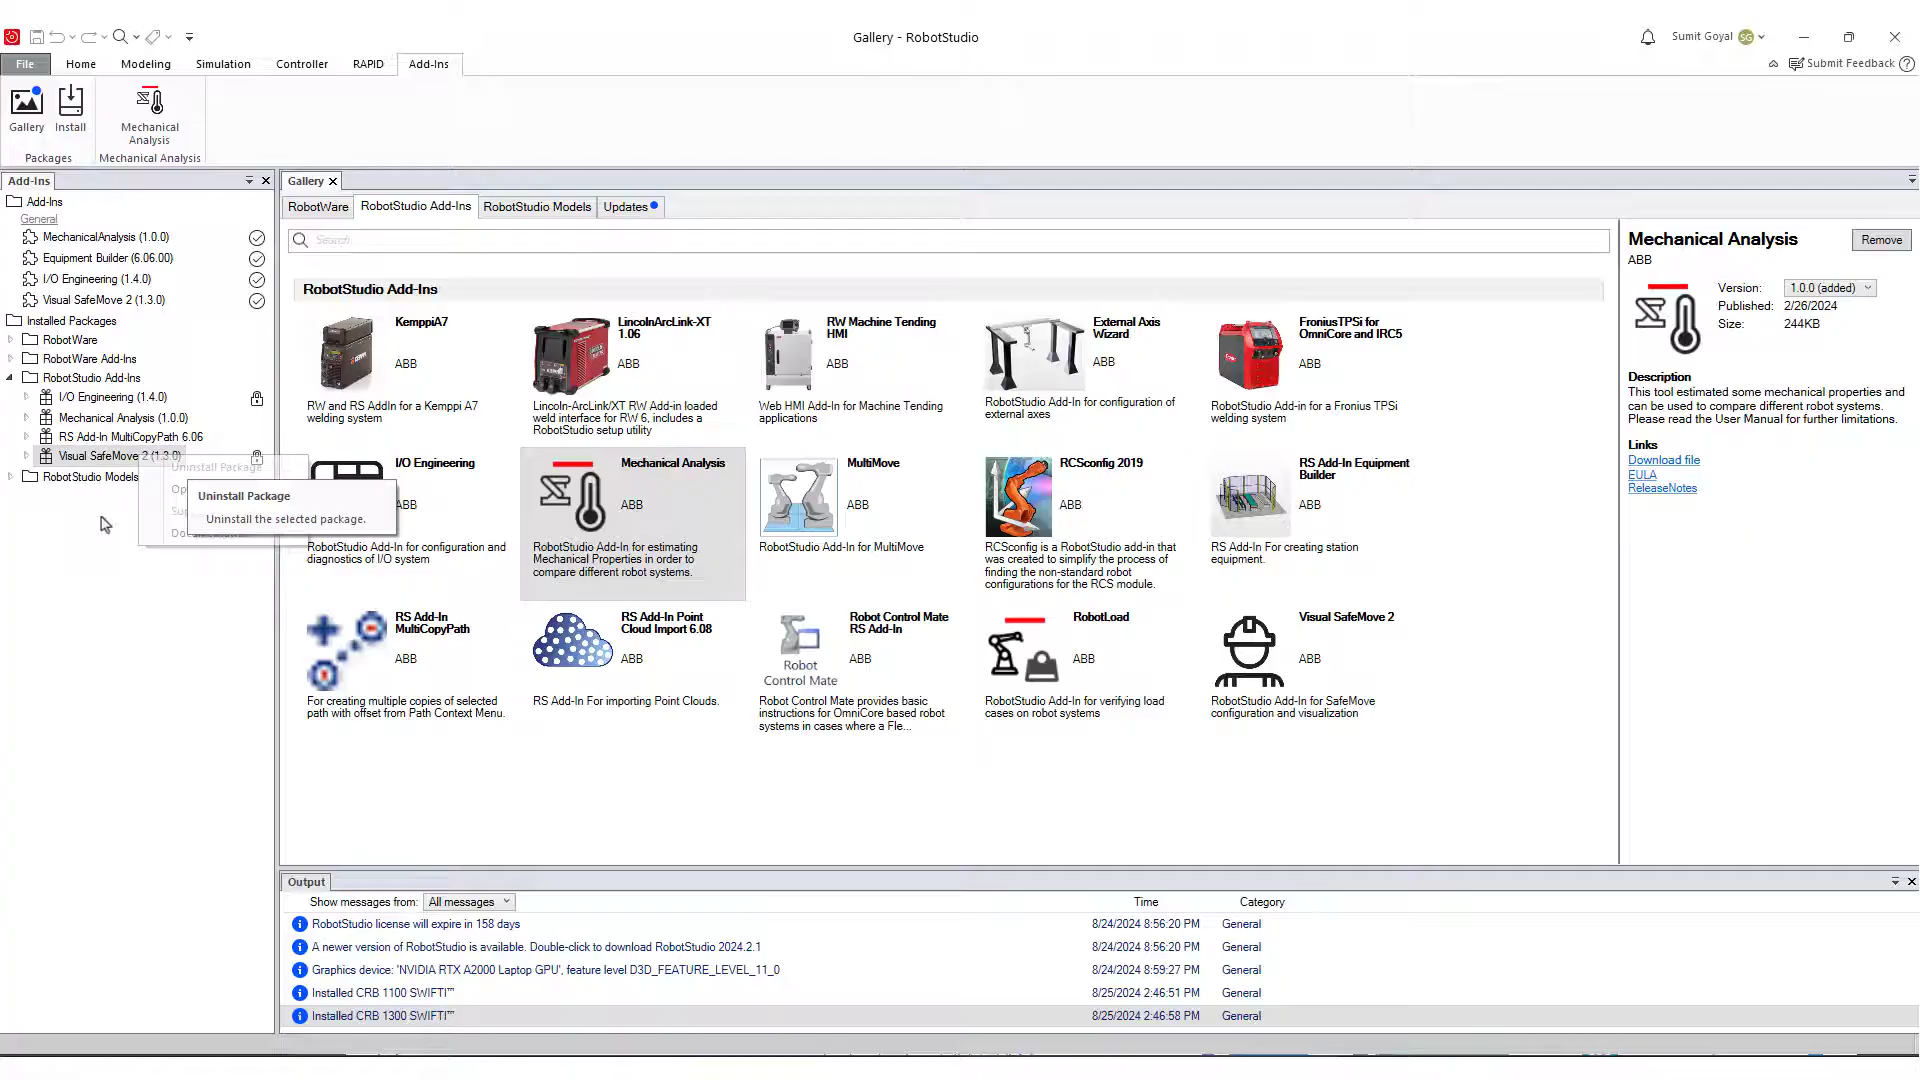 Gallery - RobotStudio
Sumit Goyal
SG
File
Home
Modeling
Simulation
Controller
RAPID
Add-Ins
Submit Feedback
Gallery
Install
Mechanical
Analysis
Packages
Mechanical Analysis
Add-Ins
Add-Ins
General
MechanicalAnalysis (1.0.0)
Equipment Builder (6.06.00)
I/O Engineering (1.4.0)
Visual SafeMove 2 (1.3.0)
Installed Packages
RobotWare
RobotWare Add-Ins
RobotStudio Add-Ins
I/O Engineering (1.4.0)
Mechanical Analysis (1.0.0)
RS Add-In MultiCopyPath 6.06
Visual SafeMove 2 (1.3.0)
RobotStudio Models
Uninstall Package
Uninstall Package
Uninstall the selected package.
Gallery
RobotWare
RobotStudio Add-Ins
RobotStudio Models
Updates
Search
RobotStudio Add-Ins
KemppiA7
ABB
RW and RS AddIn for a Kemppi A7
welding system
LincolnArcLink-XT
1.06
ABB
Lincoln-ArcLink/XT RW Add-in loaded
weld interface for RW 6, includes a
RobotStudio setup utility
RW Machine Tending
HMI
ABB
Web HMI Add-In for Machine Tending
applications
External Axis
Wizard
ABB
RobotStudio Add-In for configuration of
external axes
FroniusTPSi for
OmniCore and IRC5
ABB
RobotStudio Add-in for a Fronius TPSi
welding system
I/O Engineering
ABB
RobotStudio Add-In for configuration and
diagnostics of I/O system
Mechanical Analysis
ABB
RobotStudio Add-In for estimating
Mechanical Properties in order to
compare different robot systems.
MultiMove
ABB
RobotStudio Add-In for MultiMove
RCSconfig 2019
ABB
RCSconfig is a RobotStudio add-in that
was created to simplify the process of
finding the non-standard robot
configurations for the RCS module.
RS Add-In Equipment
Builder
ABB
RS Add-In For creating station
equipment.
RS Add-In
MultiCopyPath
ABB
For creating multiple copies of selected
path with offset from Path Context Menu.
RS Add-In Point
Cloud Import 6.08
ABB
RS Add-In For importing Point Clouds.
Robot
Control Mate
Robot Control Mate
RS Add-In
ABB
Robot Control Mate provides basic
instructions for OmniCore based robot
systems in cases where a Fle...
RobotLoad
ABB
RobotStudio Add-In for verifying load
cases on robot systems
Visual SafeMove 2
ABB
RobotStudio Add-In for SafeMove
configuration and visualization
Mechanical Analysis
Remove
ABB
Version:
1.0.0 (added)
Published:
2/26/2024
Size:
244KB
Description
This tool estimated some mechanical properties and
can be used to compare different robot systems.
Please read the User Manual for further limitations.
Links
Download file
EULA
ReleaseNotes
Output
Show messages from:
All messages
Time
Category
RobotStudio license will expire in 158 days
8/24/2024 8:56:20 PM
General
A newer version of RobotStudio is available. Double-click to download RobotStudio 2024.2.1
8/24/2024 8:56:20 PM
General
Graphics device: 'NVIDIA RTX A2000 Laptop GPU', feature level D3D_FEATURE_LEVEL_11_0
8/24/2024 8:59:27 PM
General
Installed CRB 1100 SWIFTI™
8/25/2024 2:46:51 PM
General
Installed CRB 1300 SWIFTI™
8/25/2024 2:46:58 PM
General